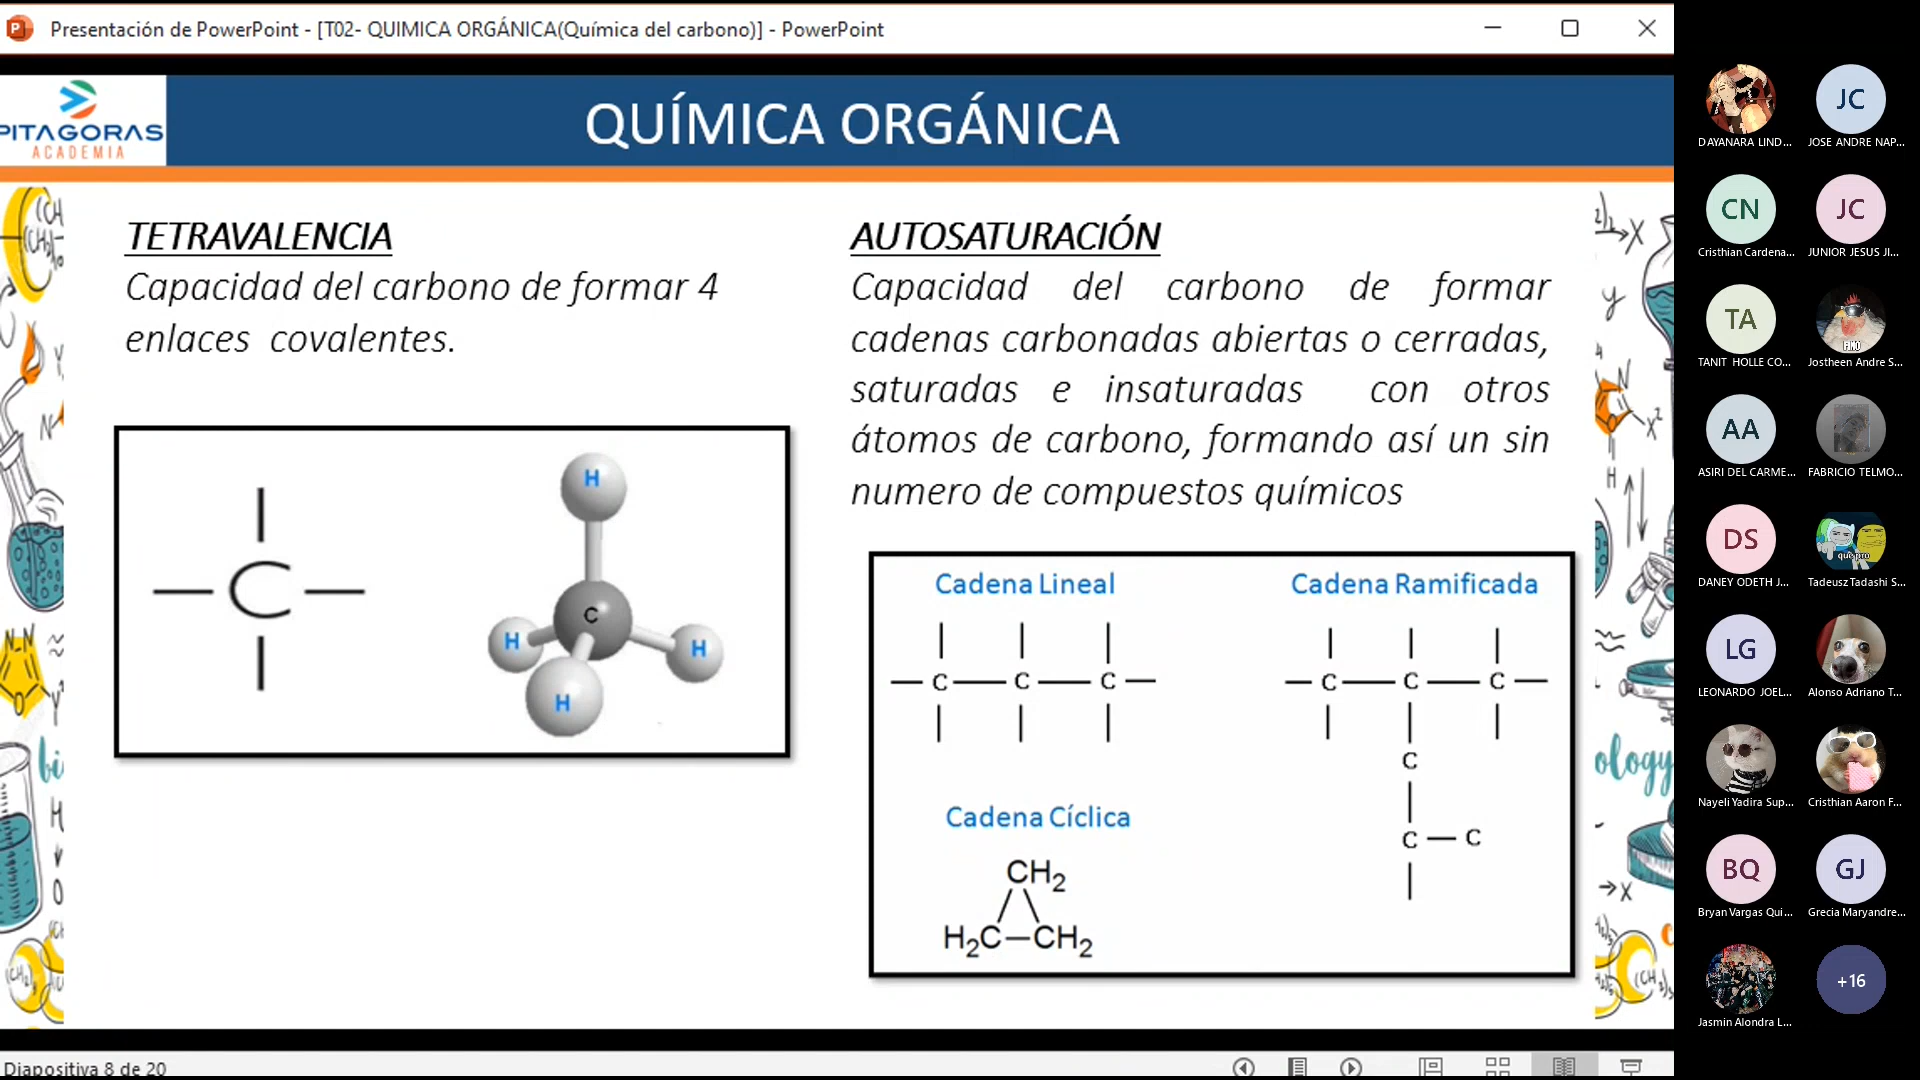 Presentación de PowerPoint - [T02- QUIMICA ORGÁNICA(Química del carbono)] - PowerPoint
PITAGORAS
ACADEMIA
QUÍMICA ORGÁNICA
TETRAVALENCIA
Capacidad del carbono de formar 4
enlaces covalentes.
C
H
C
H
H
H
AUTOSATURACIÓN
Capacidad del carbono de formar
cadenas carbonadas abiertas o cerradas,
saturadas e insaturadas con otros
átomos de carbono, formando así un sin
numero de compuestos químicos
Cadena Lineal
C C C
Cadena Ramificada
C C C
C
C C
Cadena Cíclica
CH2
H2C CH2
ology
Diapositiva 8 de 20
DAYANARA LIND...
JC
JOSE ANDRE NAP...
CN
Cristhian Cardena...
JC
JUNIOR JESUS JI...
TA
TANIT HOLLE CO...
FINO
Jostheen Andre S...
AA
ASIRI DEL CARME...
FABRICIO TELMO...
DS
DANEY ODETH J...
que pro
Tadeusz Tadashi S...
LG
LEONARDO JOEL...
Alonso Adriano T...
Nayeli Yadira Sup...
Cristhian Aaron F...
BQ
Bryan Vargas Qui...
GJ
Grecia Maryandre...
Jasmin Alondra L...
+16